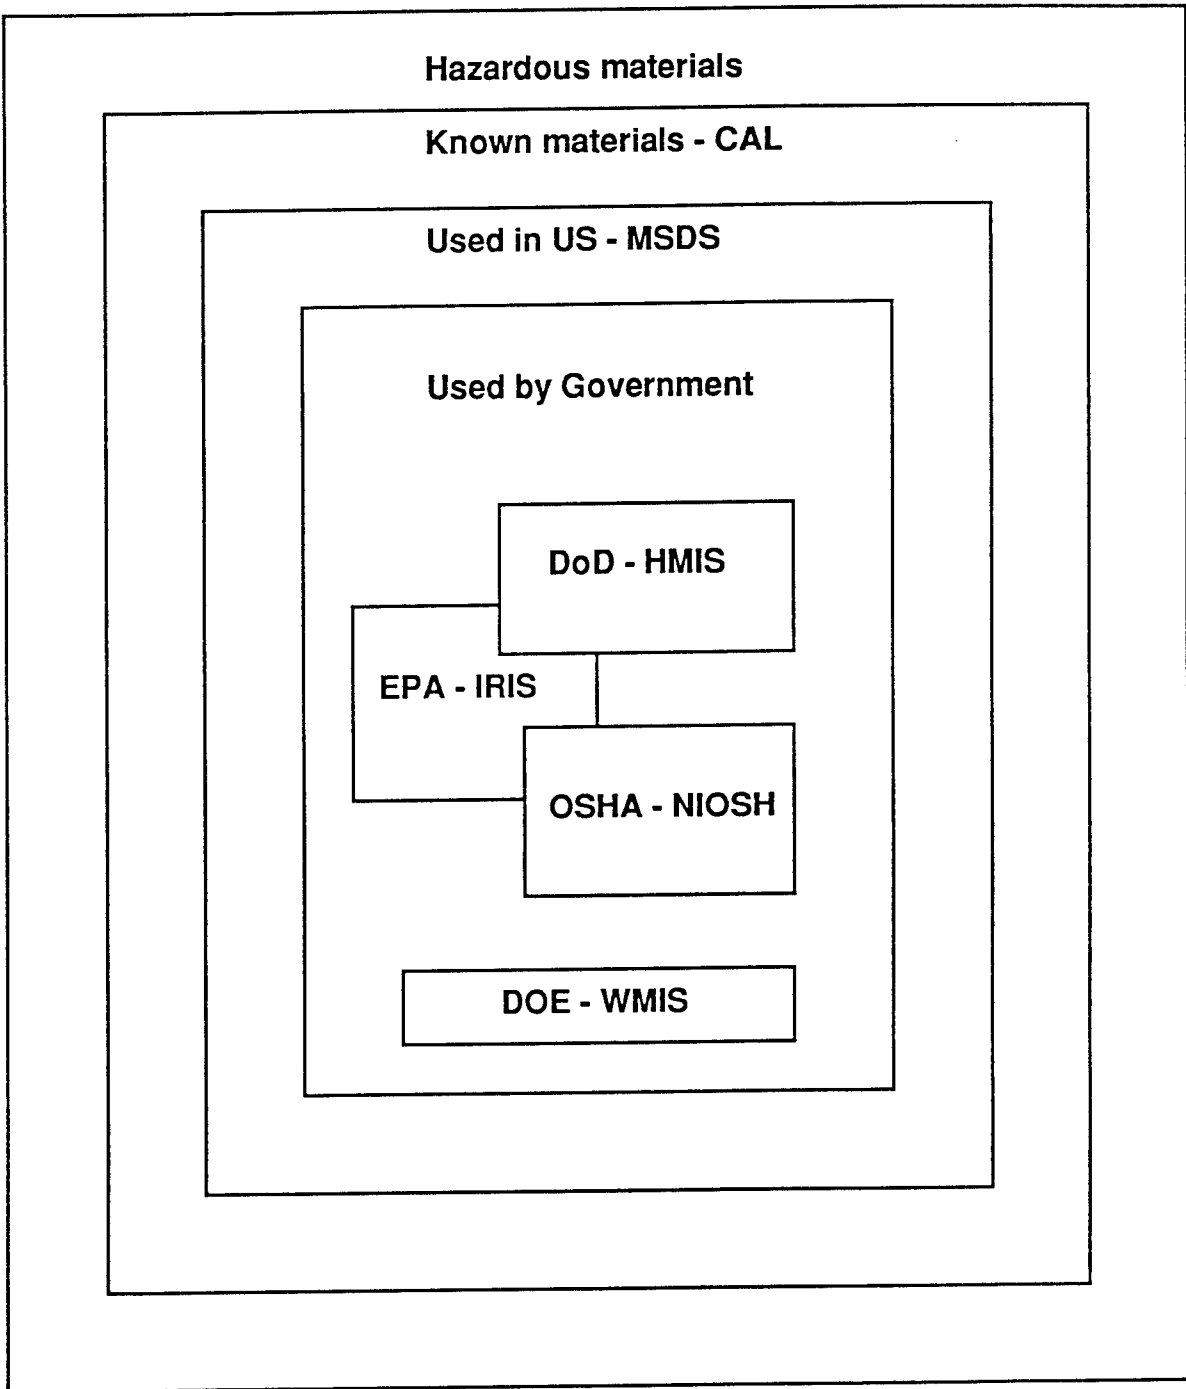 Hazardous materials
Known materials - CAL
Used in US - MSDS
Used by Government
DoD - HMIS
EPA - IRIS
OSHA - NIOSH
DOE - WMIS